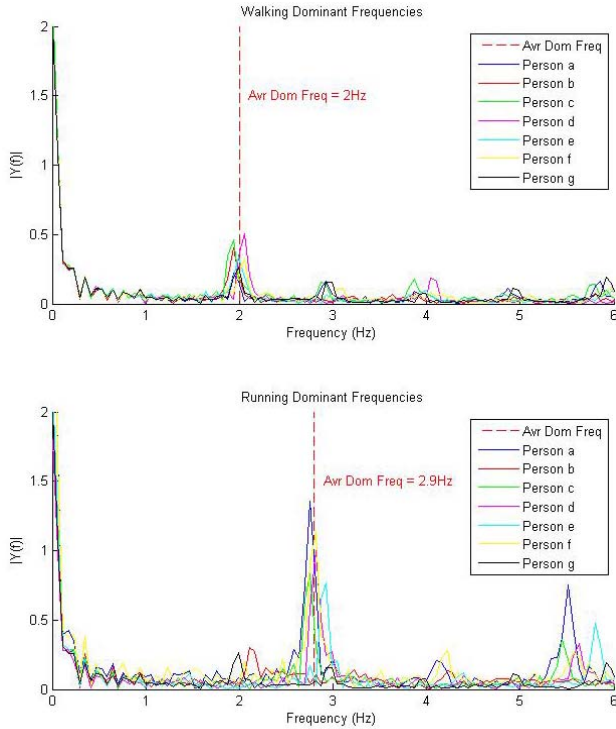 Walking Dominant Frequencies
2
1.5
1
0.5
0
|Y(f)|
Avr Dom Freq = 2Hz
Avr Dom Freq
Person a
Person b
Person c
Person d
Person e
Person f
Person g
0 1 2 3 4 5 6
Frequency (Hz)
Running Dominant Frequencies
2
1.5
1
0.5
0
|Y(f)|
Avr Dom Freq = 2.9Hz
Avr Dom Freq
Person a
Person b
Person c
Person d
Person e
Person f
Person g
0 1 2 3 4 5 6
Frequency (Hz)